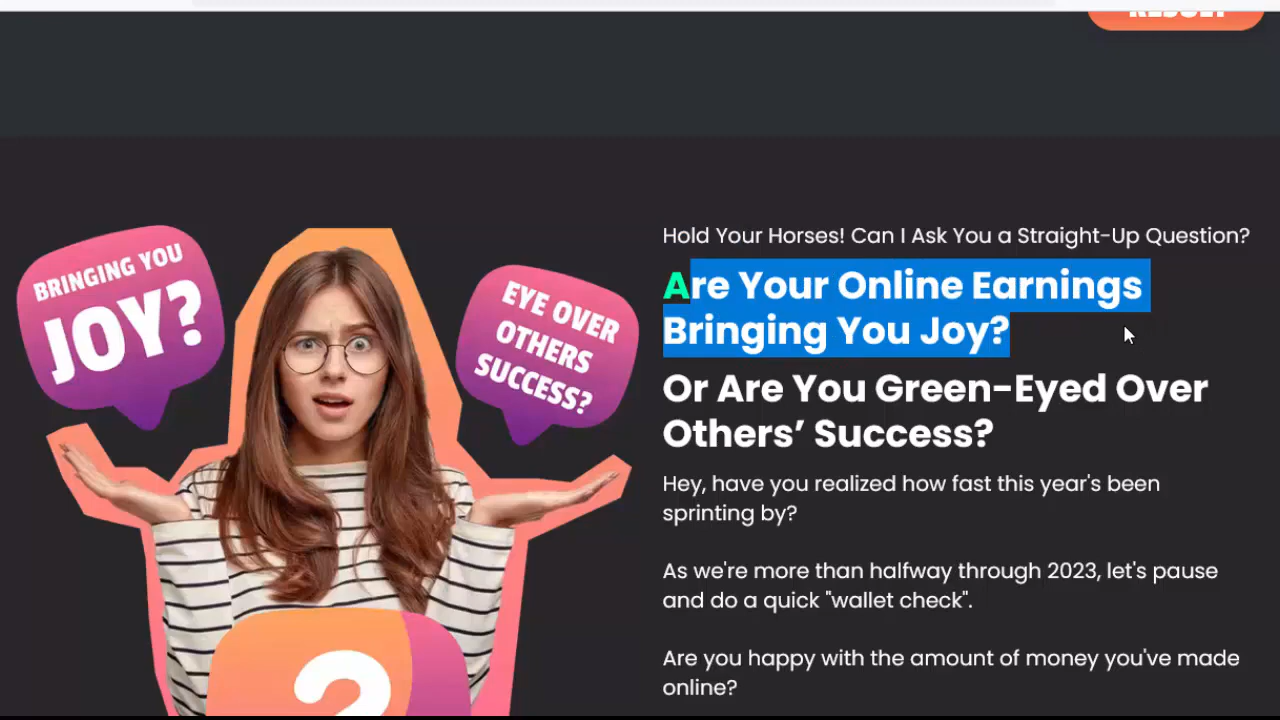 RESULT
BRINGING YOU
JOY?
EYE OVER
OTHERS
SUCCESS?
?
Hold Your Horses! Can I Ask You a Straight-Up Question?
Are Your Online Earnings
Bringing You Joy?
Or Are You Green-Eyed Over
Others’ Success?
Hey, have you realized how fast this year's been
sprinting by?
As we're more than halfway through 2023, let's pause
and do a quick "wallet check".
Are you happy with the amount of money you've made
online?